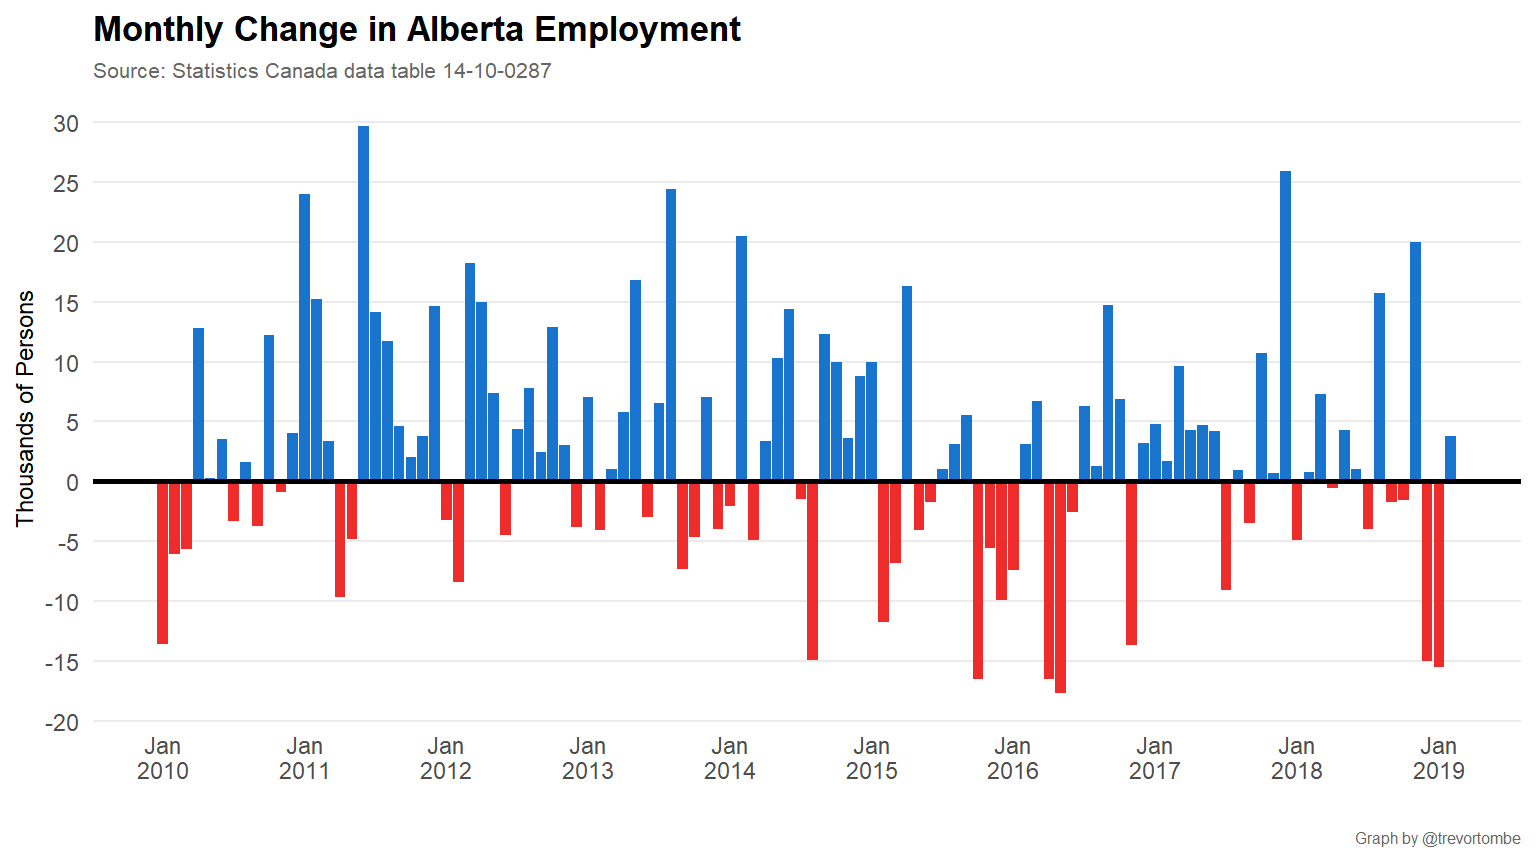 Monthly Change in Alberta Employment
Source: Statistics Canada data table 14-10-0287
Thousands of Persons
30
25
20
15
10
5
0
-5
-10
-15
-20
Jan Jan Jan Jan Jan Jan Jan Jan Jan Jan
2010 2011 2012 2013 2014 2015 2016 2017 2018 2019
Graph by @trevortombe